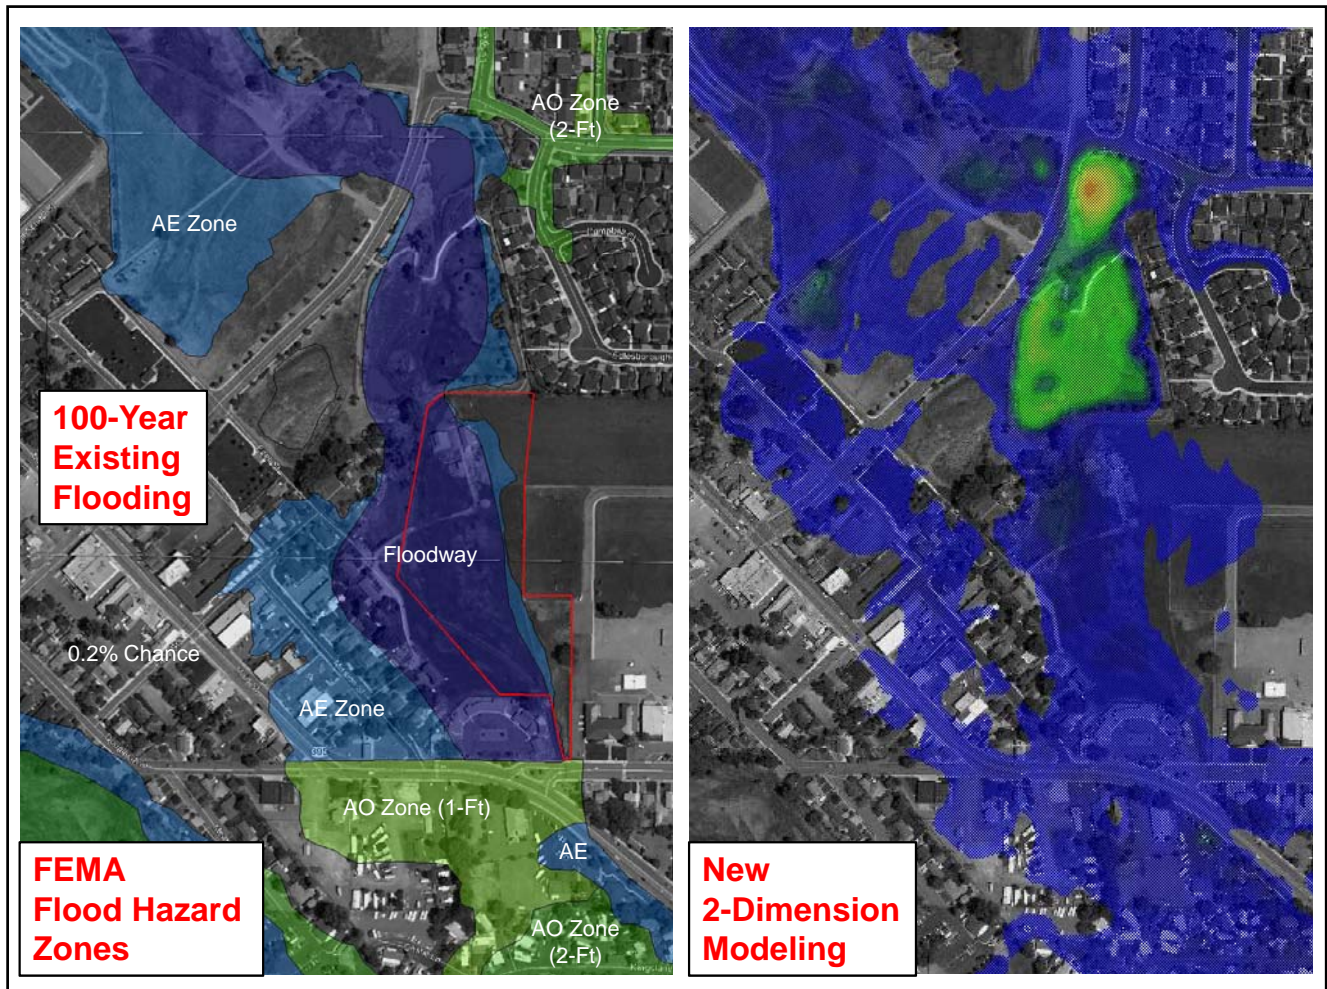 AO Zone
(2-Ft)
AE Zone
100-Year
Existing
Flooding
Floodway
0.2% Chance
AE Zone
AO Zone (1-Ft)
AE
AO Zone
(2-Ft)
FEMA
Flood Hazard
Zones
New
2-Dimension
Modeling